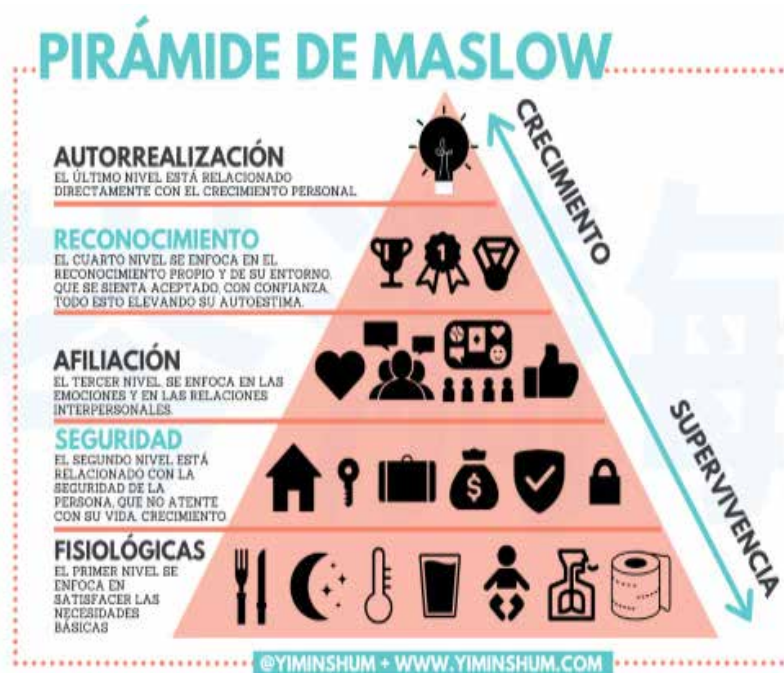 PIRÁMIDE DE MASLOW
AUTORREALIZACIÓN
EL ÚLTIMO NIVEL ESTÁ RELACIONADO
DIRECTAMENTE CON EL CRECIMIENTO PERSONAL
RECONOCIMIENTO
EL CUARTO NIVEL SE ENFOCA EN EL
RECONOCIMIENTO PROPIO Y DE SU ENTORNO,
QUE SE SIENTA ACEPTADO, CON CONFIANZA,
TODO ESTO ELEVANDO SU AUTOESTIMA.
AFILIACIÓN
EL TERCER NIVEL SE ENFOCA EN LAS
EMOCIONES Y EN LAS RELACIONES
INTERPERSONALES.
SEGURIDAD
EL SEGUNDO NIVEL ESTÁ
RELACIONADO CON LA
SEGURIDAD DE LA
PERSONA, QUE NO ATENTE
CON SU VIDA, CRECIMIENTO
FISIOLÓGICAS
EL PRIMER NIVEL SE
ENFOCA EN
SATISFACER LAS
NECESIDADES
BÁSICAS
1
$
CRECIMIENTO
SUPERVIVENCIA
@YIMINSHUM + WWW.YIMINSHUM.COM